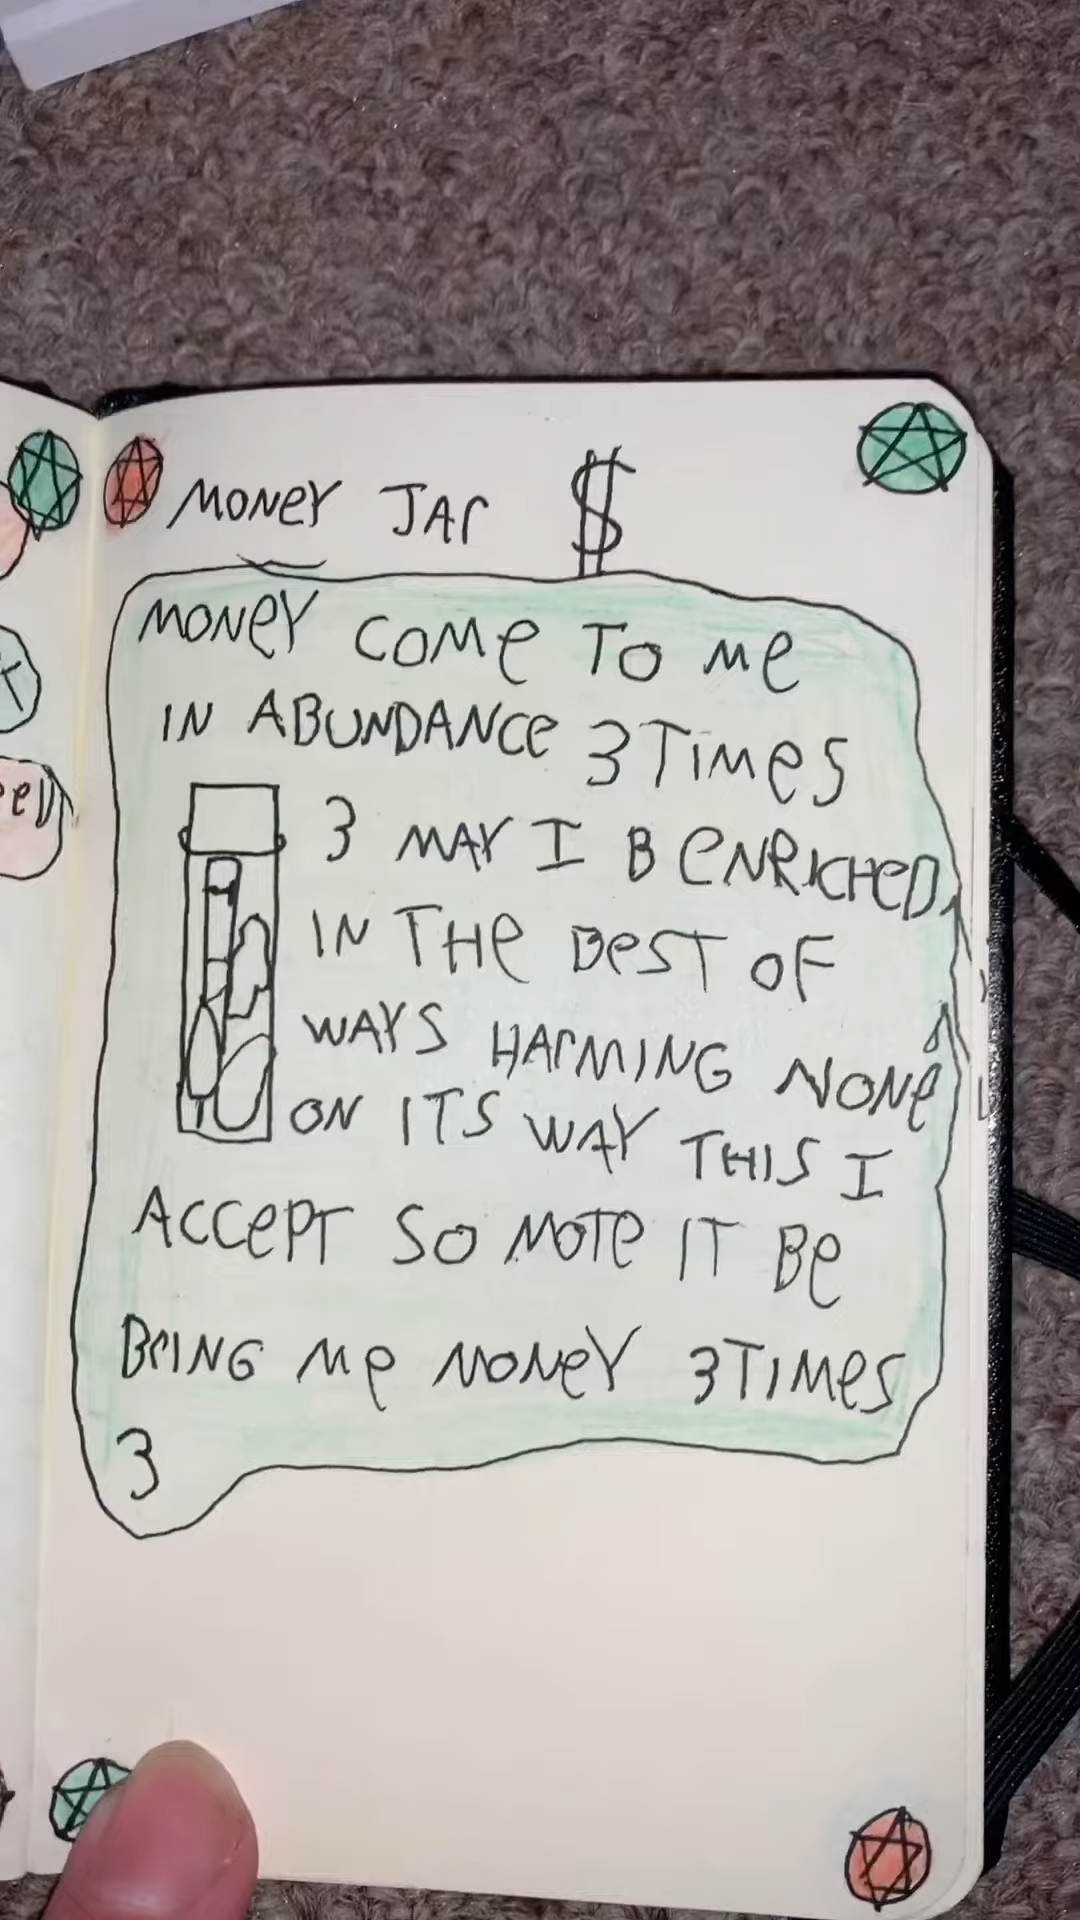 MONEY JAR $
MONEY COME TO ME
IN ABUNDANCE 3 TIMES
3 MAY I B ENRICHED
IN THE BEST OF
WAYS HARMING NONE
ON ITS WAY THIS I
ACCEPT SO MOTE IT BE
BRING ME MONEY 3 TIMES
3